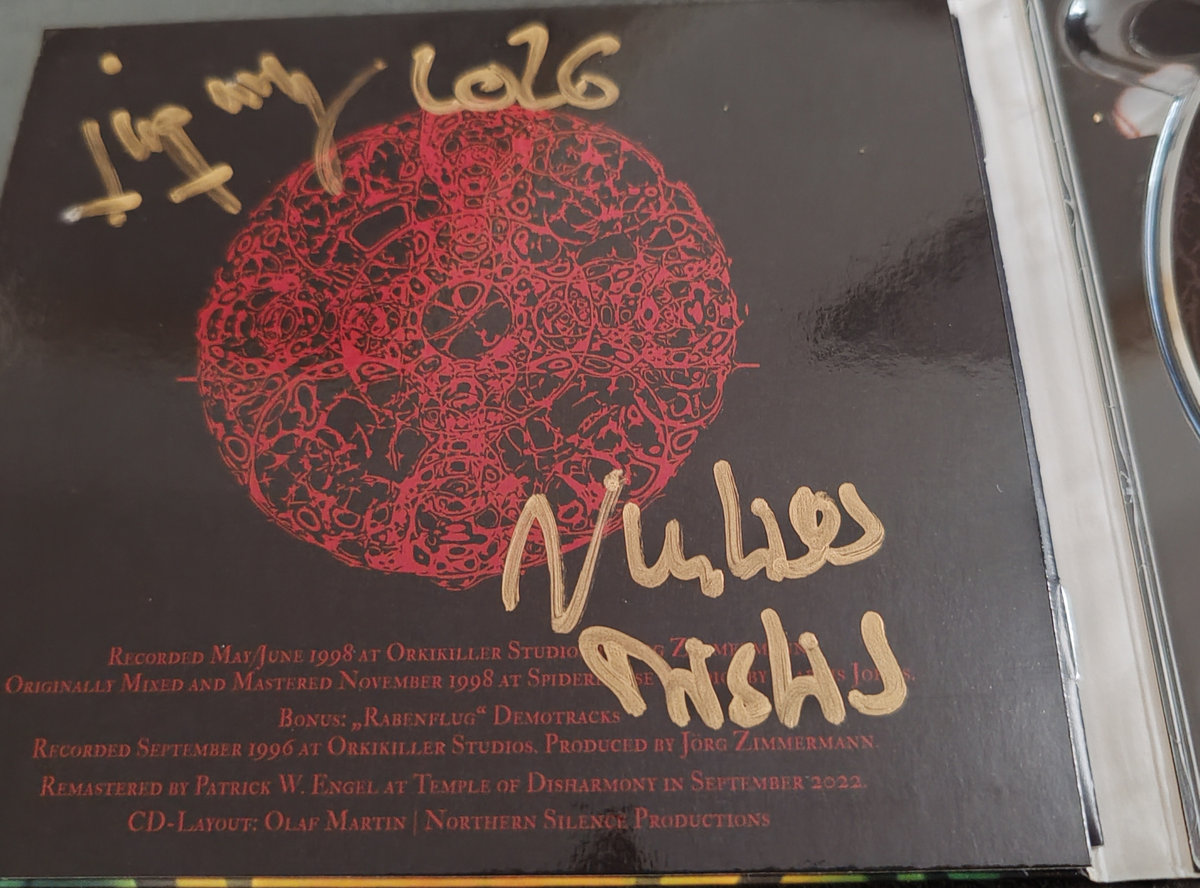 2026
RECORDED MAY/JUNE 1998 AT ORKIKILLER STUDIO
ORIGINALLY MIXED AND MASTERED NOVEMBER 1998 AT
BONUS: „RABENFLUG“ DEMOTRACKS
RECORDED SEPTEMBER 1996 AT ORKIKILLER STUDIOS. PRODUCED BY JÖRG ZIMMERMANN.
REMASTERED BY PATRICK W. ENGEL AT TEMPLE OF DISHARMONY IN SEPTEMBER 2022.
CD-LAYOUT: OLAF MARTIN | NORTHERN SILENCE PRODUCTIONS